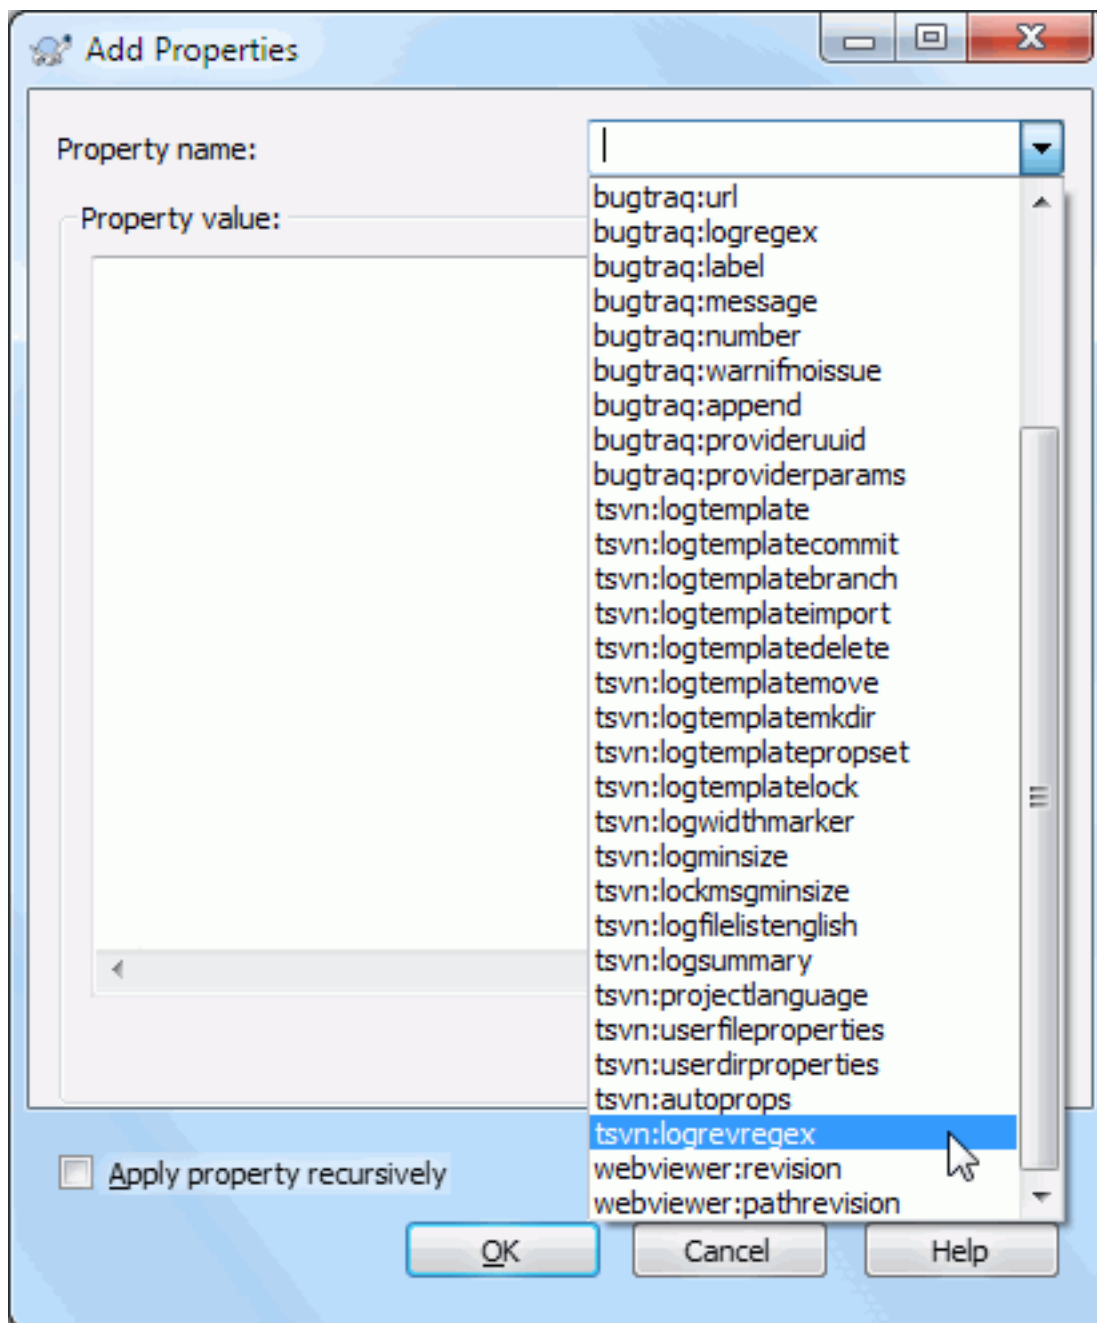 Add Properties
Property name:
Property value:
bugtraq:url
bugtraq:logregex
bugtraq:label
bugtraq:message
bugtraq:number
bugtraq:warnifnoissue
bugtraq:append
bugtraq:provideruuid
bugtraq:providerparams
tsvn:logtemplate
tsvn:logtemplatecommit
tsvn:logtemplatebranch
tsvn:logtemplateimport
tsvn:logtemplatedelete
tsvn:logtemplatemove
tsvn:logtemplatemkdir
tsvn:logtemplatepropset
tsvn:logtemplatelock
tsvn:logwidthmarker
tsvn:logminsize
tsvn:lockmsgminsize
tsvn:logfilelistenglish
tsvn:logsummary
tsvn:projectlanguage
tsvn:userfileproperties
tsvn:userdirproperties
tsvn:autoprops
tsvn:logrevregex
webviewer:revision
webviewer:pathrevision
Apply property recursively
OK Cancel Help